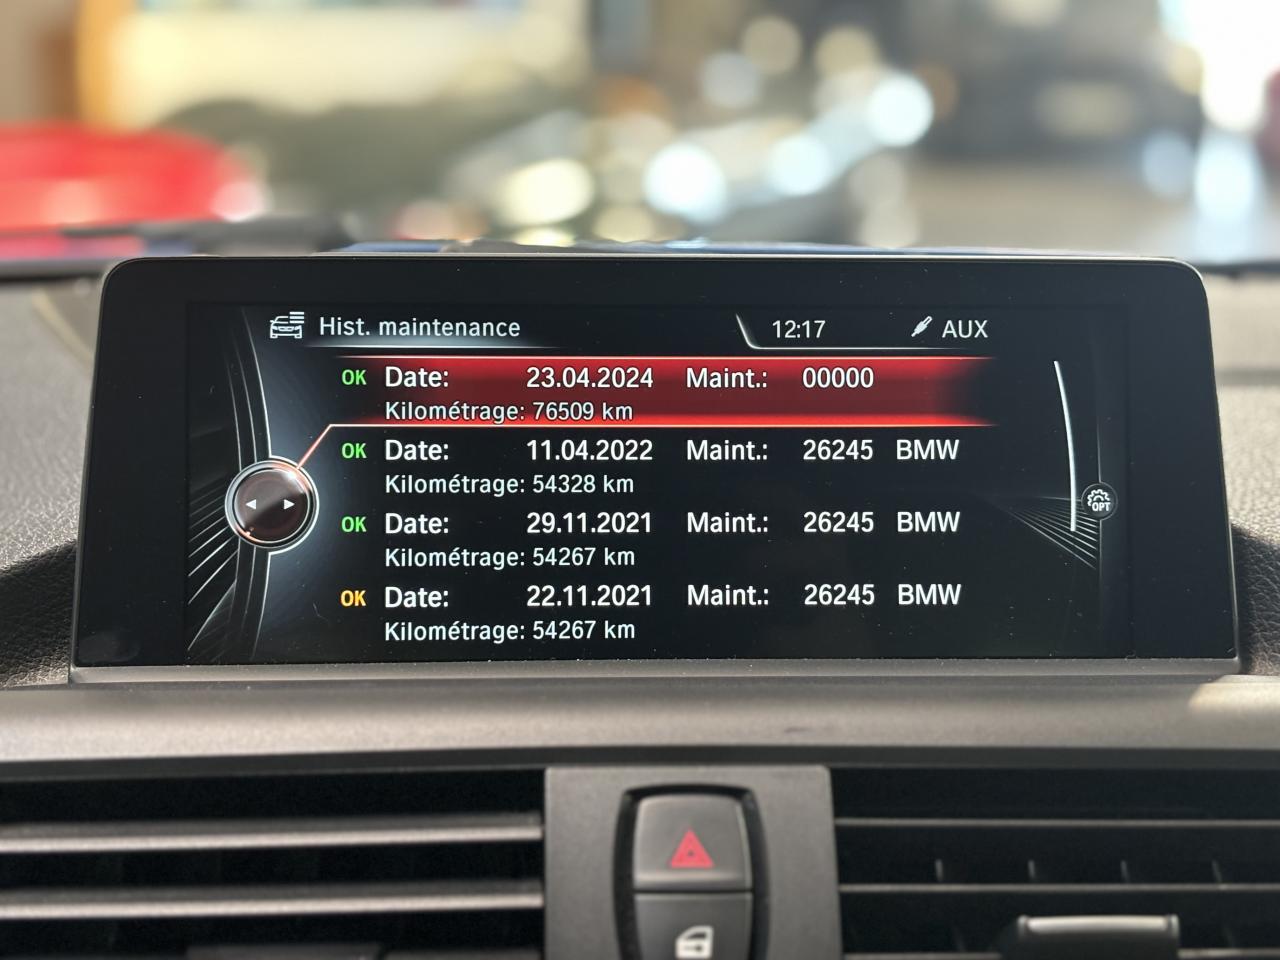 Hist. maintenance 12:17 AUX
OK Date: 23.04.2024 Maint.: 00000
Kilométrage: 76509 km
OK Date: 11.04.2022 Maint.: 26245 BMW
Kilométrage: 54328 km
OK Date: 29.11.2021 Maint.: 26245 BMW
Kilométrage: 54267 km
OPT
OK Date: 22.11.2021 Maint.: 26245 BMW
Kilométrage: 54267 km